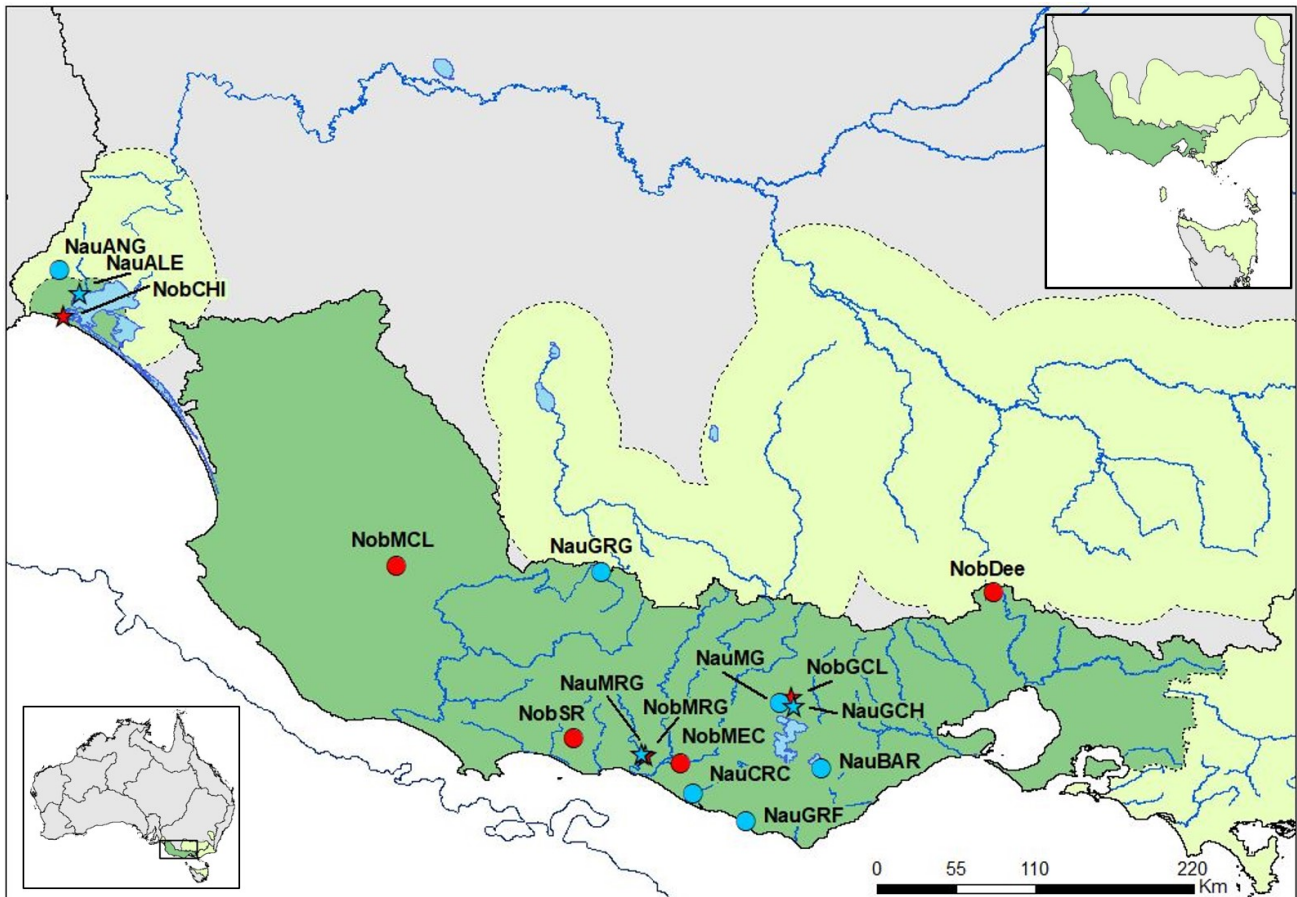 NauANG
NauALE
NobCHI
NobMCL
NauGRG
NobDee
NauMG
NobGCL
NauMRG
NobMRG
NauGCH
NobSR
NobMEC
NauCRC
NauBAR
NauGRF
0 55 110 220
Km